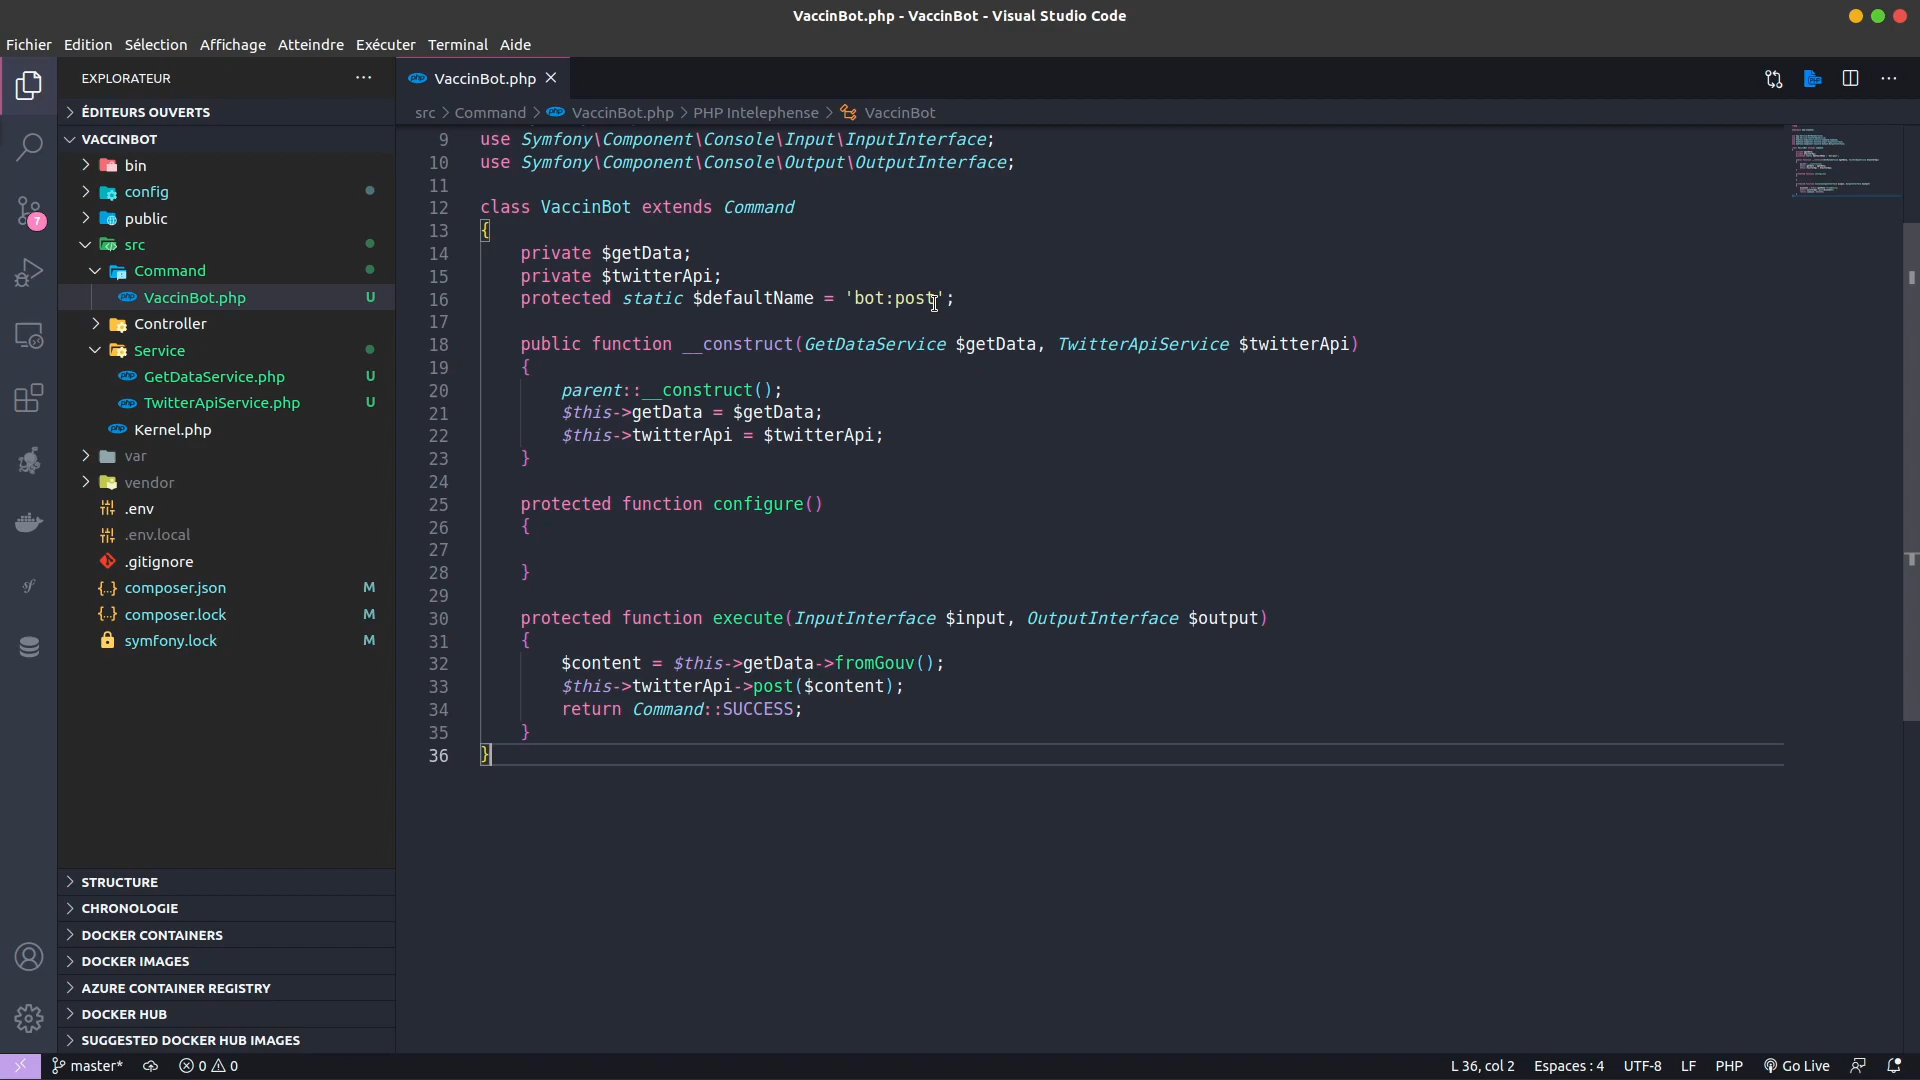 VaccinBot.php - VaccinBot - Visual Studio Code
Fichier Edition Sélection Affichage Atteindre Exécuter Terminal Aide
EXPLORATEUR
ÉDITEURS OUVERTS
VACCINBOT
bin
config
public
src
Command
VaccinBot.php U
Controller
Service
GetDataService.php U
TwitterApiService.php U
Kernel.php
var
vendor
.env
.env.local
.gitignore
composer.json M
composer.lock M
symfony.lock M
STRUCTURE
CHRONOLOGIE
DOCKER CONTAINERS
DOCKER IMAGES
AZURE CONTAINER REGISTRY
DOCKER HUB
SUGGESTED DOCKER HUB IMAGES
7
sf
php VaccinBot.php
src > Command > php VaccinBot.php > PHP Intelephense > VaccinBot
9 use Symfony\Component\Console\Input\InputInterface;
10 use Symfony\Component\Console\Output\OutputInterface;
11
12 class VaccinBot extends Command
13 {
14 private $getData;
15 private $twitterApi;
16 protected static $defaultName = 'bot:post';
17
18 public function __construct(GetDataService $getData, TwitterApiService $twitterApi)
19 {
20 parent::__construct();
21 $this->getData = $getData;
22 $this->twitterApi = $twitterApi;
23 }
24
25 protected function configure()
26 {
27
28 }
29
30 protected function execute(InputInterface $input, OutputInterface $output)
31 {
32 $content = $this->getData->fromGouv();
33 $this->twitterApi->post($content);
34 return Command::SUCCESS;
35 }
36 }
master* 0 0 L 36, col 2 Espaces : 4 UTF-8 LF PHP Go Live